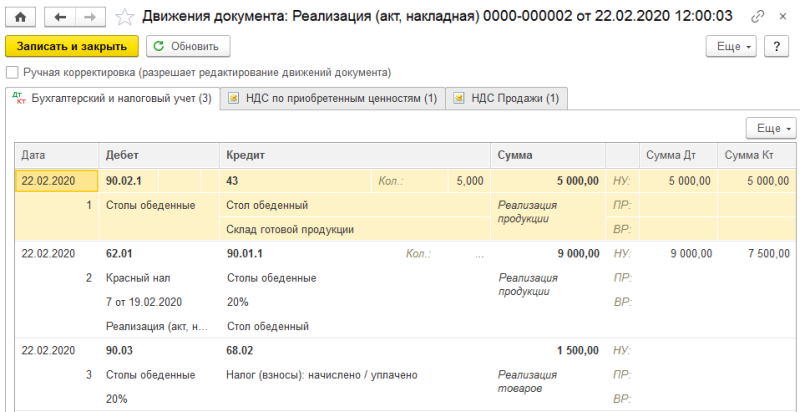 Движения документа: Реализация (акт, накладная) 0000-000002 от 22.02.2020 12:00:03
Записать и закрыть Обновить Еще ?
Ручная корректировка (разрешает редактирование движений документа)
Дт Кт Бухгалтерский и налоговый учет (3) НДС по приобретенным ценностям (1) НДС Продажи (1)
Еще
Дата Дебет Кредит Сумма Сумма Дт Сумма Кт
22.02.2020 90.02.1 43 Кол.: 5,000 5 000,00 НУ: 5 000,00 5 000,00
1 Столы обеденные Стол обеденный Реализация ПР:
продукции
Склад готовой продукции ВР:
22.02.2020 62.01 90.01.1 Кол.: ... 9 000,00 НУ: 9 000,00 7 500,00
2 Красный нал Столы обеденные Реализация ПР:
продукции
7 от 19.02.2020 20% ВР:
Реализация (акт, н... Стол обеденный
22.02.2020 90.03 68.02 1 500,00 НУ:
3 Столы обеденные Налог (взносы): начислено / уплачено Реализация ПР:
товаров
20% ВР: